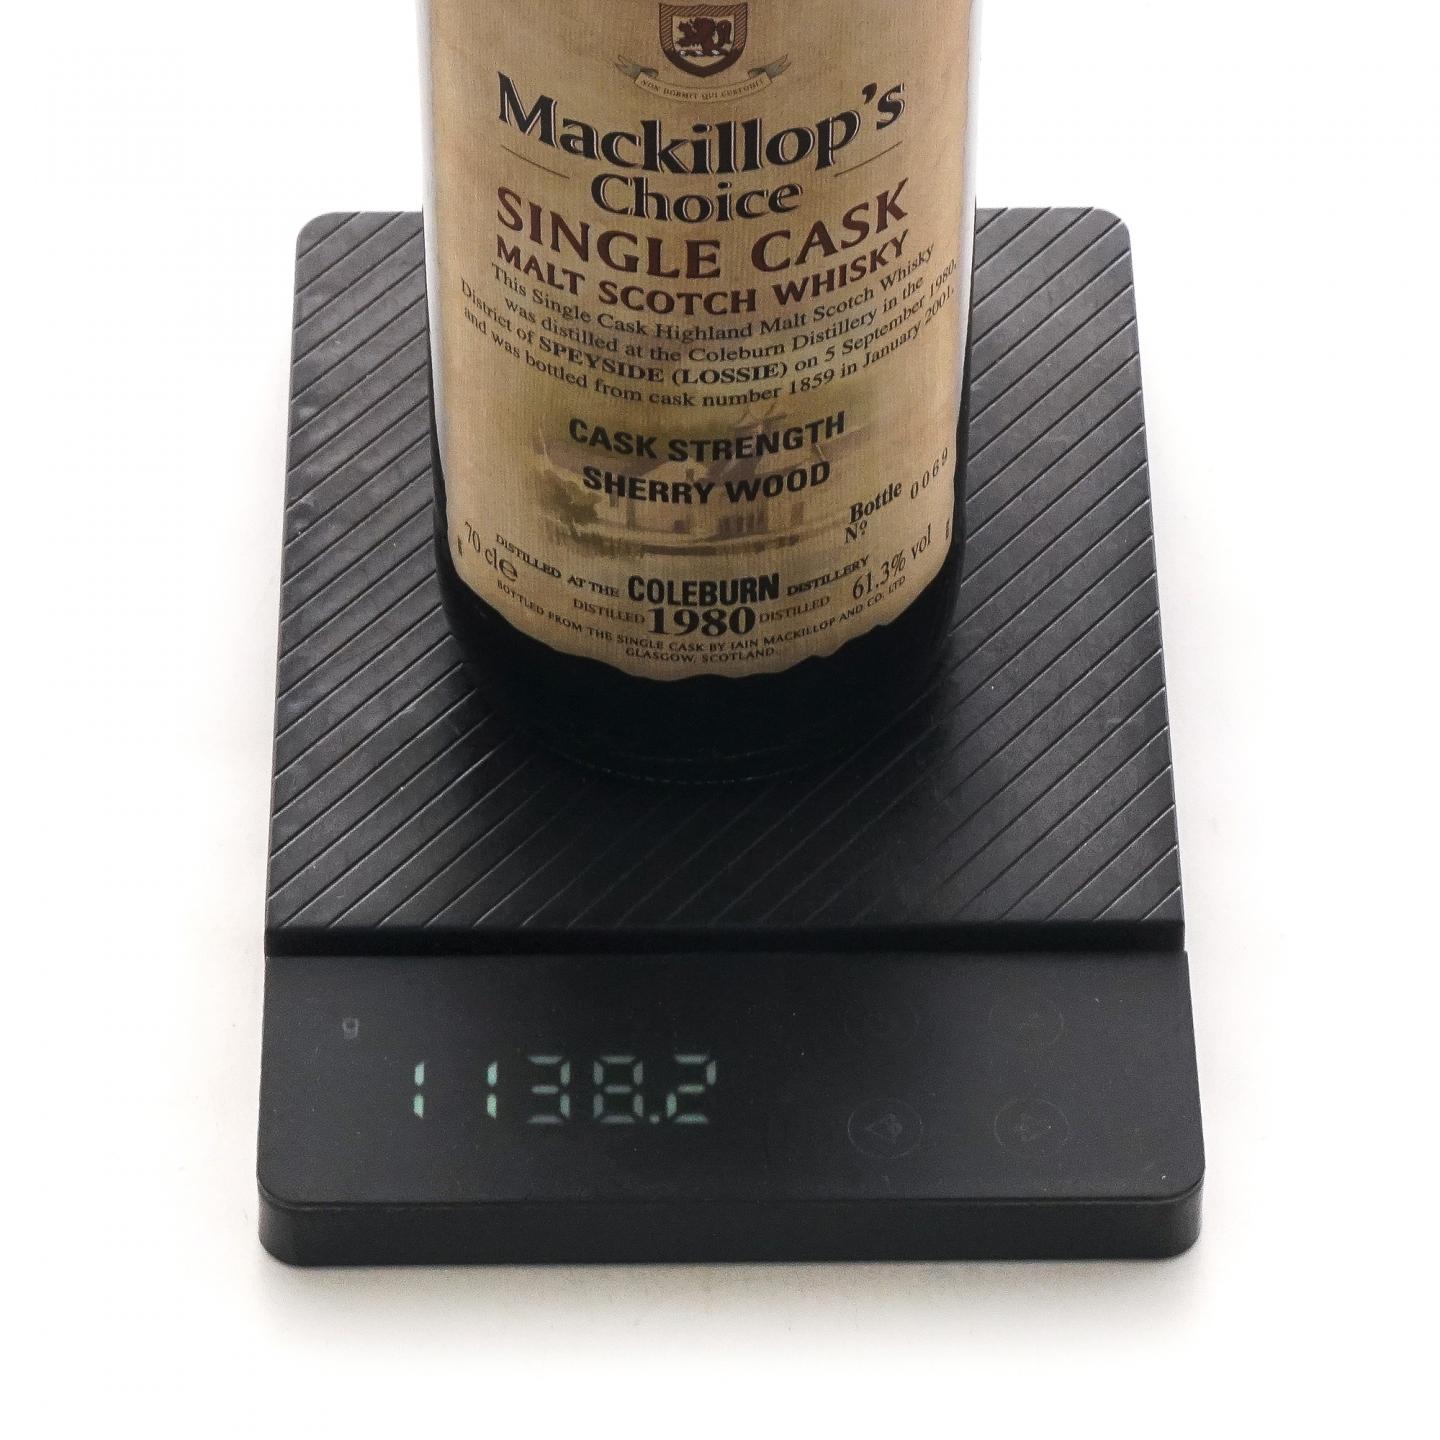 NON DORMIT QUI CUSTODIT
Mackillop's
Choice
SINGLE CASK
MALT SCOTCH WHISKY
This Single Cask Highland Malt Scotch Whisky
was distilled at the Coleburn Distillery in the
District of SPEYSIDE (LOSSIE) on 5 September 1980,
and was bottled from cask number 1859 in January 2001.
CASK STRENGTH
SHERRY WOOD
Bottle
Nº 0069
70 cle
61.3% vol
DISTILLED AT THE COLEBURN DISTILLERY
DISTILLED 1980 DISTILLED
BOTTLED FROM THE SINGLE CASK BY IAIN MACKILLOP AND CO. LTD
GLASGOW, SCOTLAND.
g
1138.2